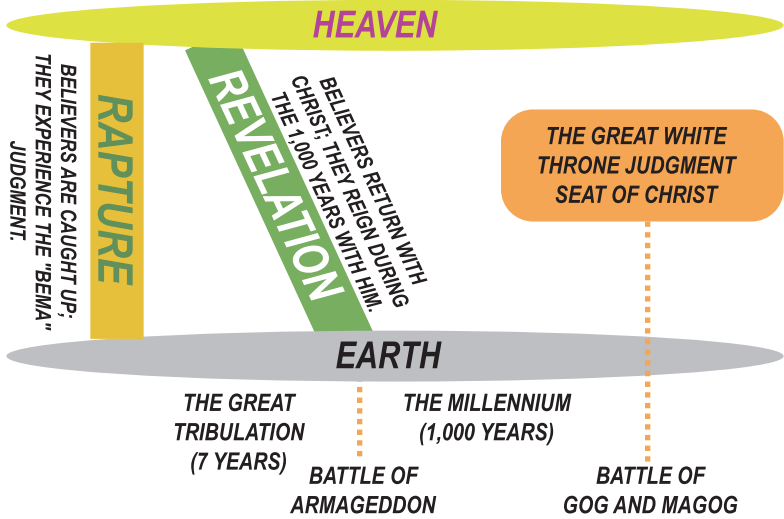 HEAVEN
RAPTURE
BELIEVERS ARE CAUGHT UP;
THEY EXPERIENCE THE "BEMA"
JUDGMENT.
REVELATION
BELIEVERS RETURN WITH
CHRIST; THEY REIGN DURING
THE 1,000 YEARS WITH HIM.
THE GREAT WHITE
THRONE JUDGMENT
SEAT OF CHRIST
EARTH
THE GREAT
TRIBULATION
(7 YEARS)
THE MILLENNIUM
(1,000 YEARS)
BATTLE OF
ARMAGEDDON
BATTLE OF
GOG AND MAGOG